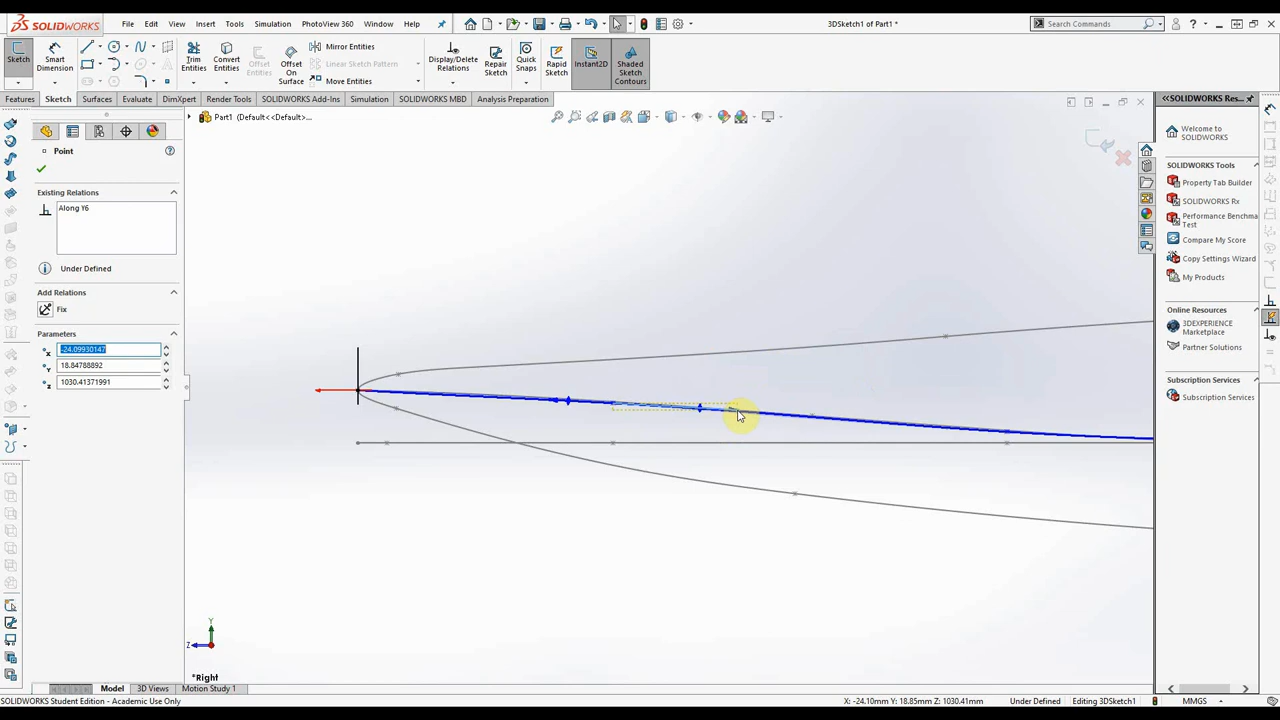 SOLIDWORKS
File Edit View Insert Tools Simulation PhotoView 360 Window Help
3DSketch1 of Part1 *
Search Commands
Sketch
Smart Dimension
Trim Entities
Convert Entities
Offset Entities
Offset On Surface
Mirror Entities
Linear Sketch Pattern
Move Entities
Display/Delete Relations
Repair Sketch
Quick Snaps
Rapid Sketch
Instant2D
Shaded Sketch Contours
Features Sketch Surfaces Evaluate DimXpert Render Tools SOLIDWORKS Add-Ins Simulation SOLIDWORKS MBD Analysis Preparation
Part1 (Default<<Default>...
Point
Existing Relations
Along Y6
Under Defined
Add Relations
Fix
Parameters
-24.09930147
18.84788892
1030.41371991
Y
Z
*Right
SOLIDWORKS Res...
Welcome to
SOLIDWORKS
SOLIDWORKS Tools
Property Tab Builder
SOLIDWORKS Rx
Performance Benchma
Test
Compare My Score
Copy Settings Wizard
My Products
Online Resources
3DEXPERIENCE
Marketplace
Partner Solutions
Subscription Services
Subscription Services
Model 3D Views Motion Study 1
SOLIDWORKS Student Edition - Academic Use Only
X: -24.10mm Y: 18.85mm Z: 1030.41mm Under Defined Editing 3DSketch1 MMGS